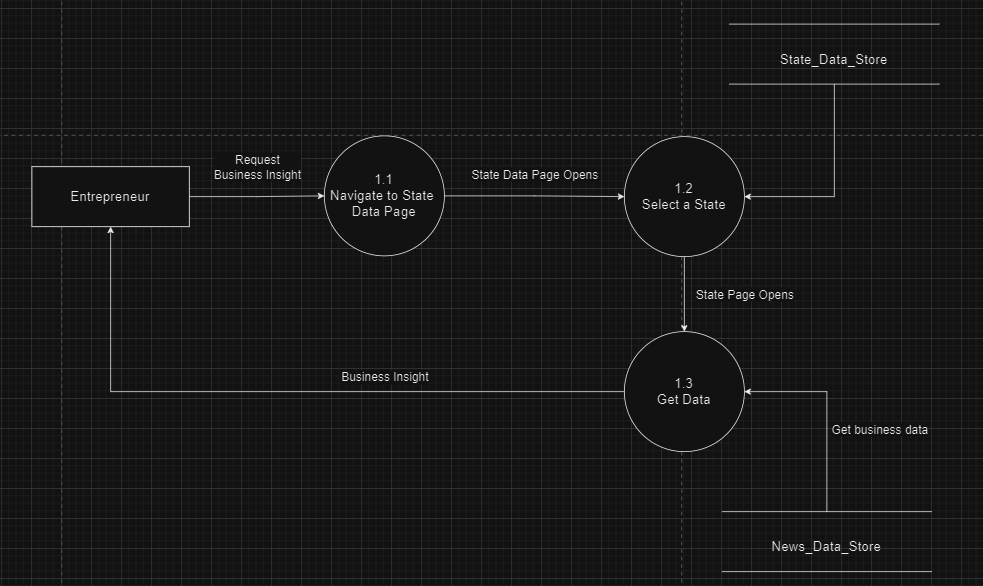 State_Data_Store
Request
Business Insight
Entrepreneur
1.1
Navigate to State
Data Page
State Data Page Opens
1.2
Select a State
State Page Opens
Business Insight
1.3
Get Data
Get business data
News_Data_Store